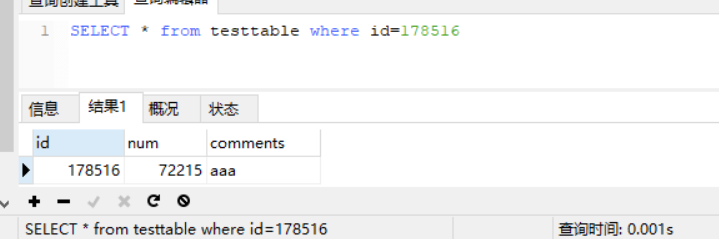 查询创建工具 查询编辑器
1 SELECT * from testtable where id=178516
信息 结果1 概况 状态
id num comments
178516 72215 aaa
SELECT * from testtable where id=178516 查询时间: 0.001s